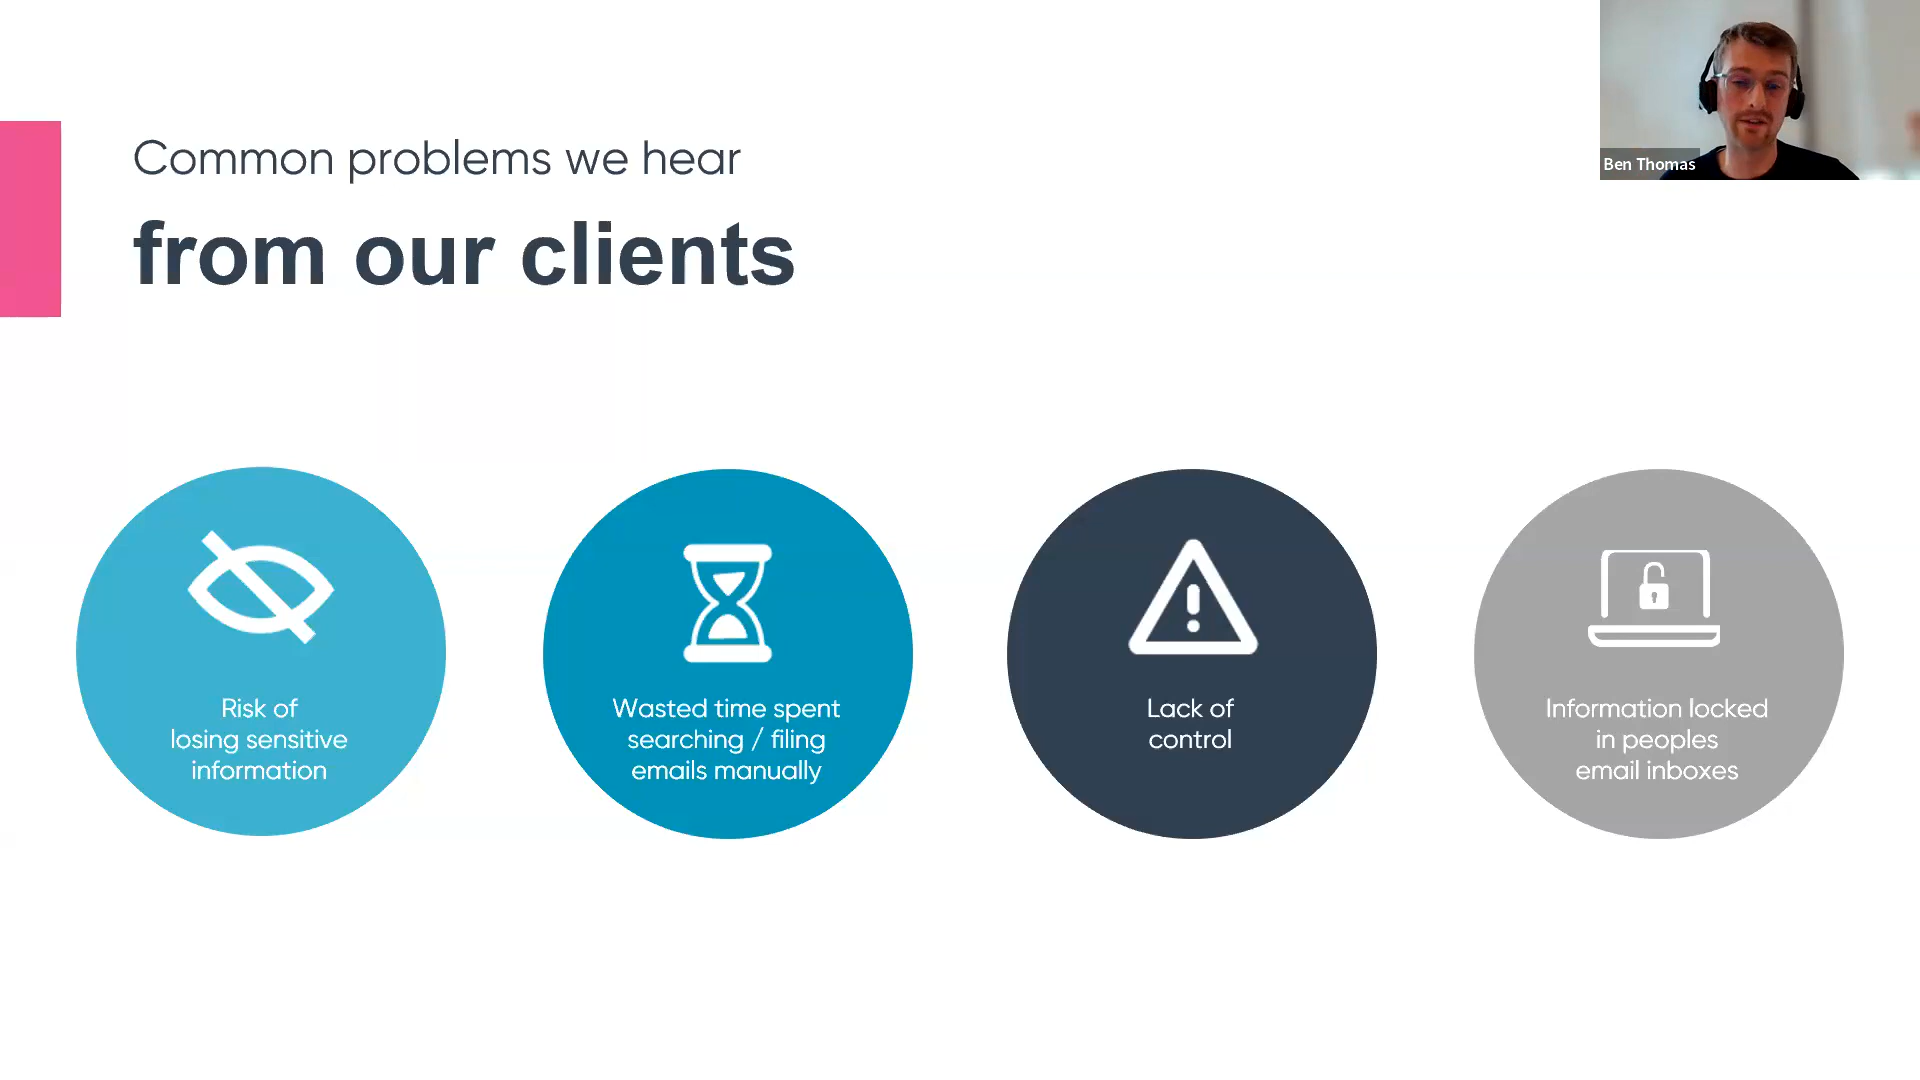 Common problems we hear
from our clients
Ben Thomas
Risk of
losing sensitive
information
Wasted time spent
searching / filing
emails manually
Lack of
control
Information locked
in peoples
email inboxes